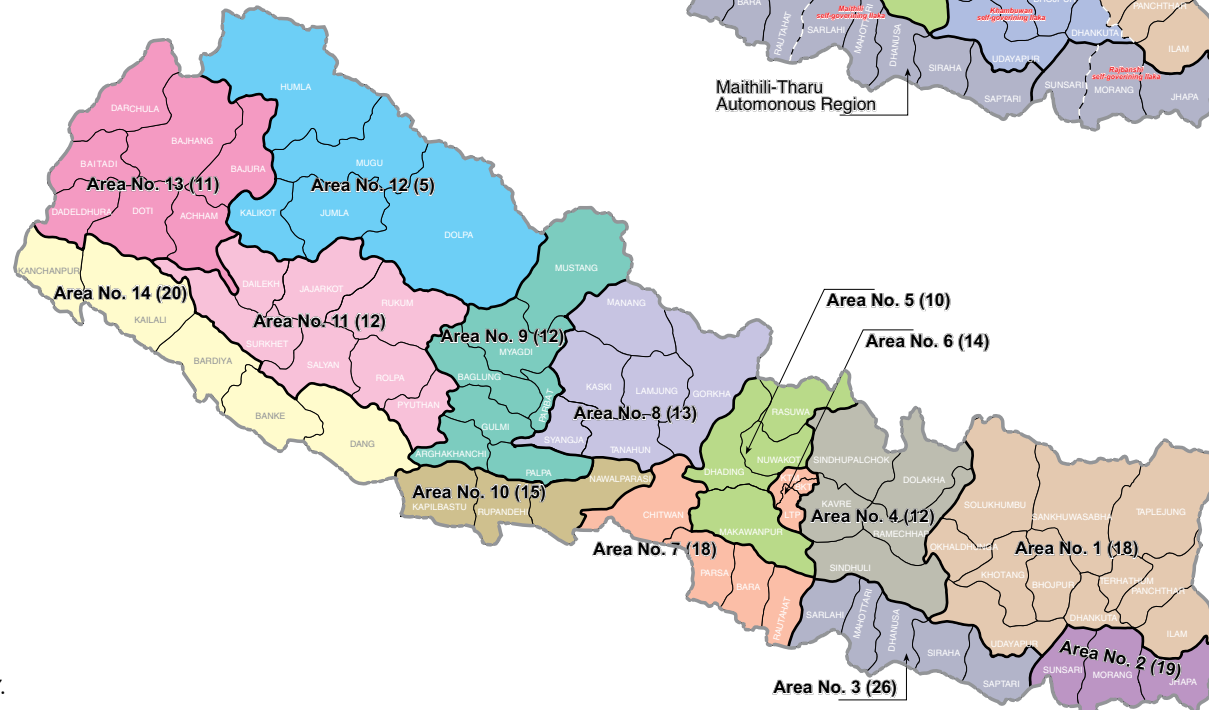 BARA
RAUTAHAT
SARLAHI
Maithili
self-governing Ilaka
DHANUSA
SIRAHA
SAPTARI
Khambuwan
self-governing Ilaka
UDAYAPUR
DHANKUTA
PANCHTHAR
ILAM
Rajbanshi
self-governing Ilaka
SUNSARI
MORANG
JHAPA
Maithili-Tharu
Automonous Region
HUMLA
DARCHULA
BAJHANG
BAITADI
BAJURA
MUGU
Area No. 13 (11)
Area No. 12 (5)
DADELDHURA
DOTI
ACHHAM
KALIKOT
JUMLA
DOLPA
KANCHANPUR
Area No. 14 (20)
KAILALI
BARDIYA
BANKE
DANG
DAILEKH
JAJARKOT
RUKUM
Area No. 11 (12)
SURKHET
SALYAN
ROLPA
PYUTHAN
MUSTANG
Area No. 9 (12)
MYAGDI
BAGLUNG
PARBAT
GULMI
ARGHAKHANCHI
PALPA
MANANG
KASKI
LAMJUNG
GORKHA
Area No. 8 (13)
SYANGJA
TANAHUN
Area No. 10 (15)
KAPILBASTU
RUPANDEHI
NAWALPARASI
Area No. 5 (10)
Area No. 6 (14)
RASUWA
NUWAKOT
DHADING
MAKAWANPUR
LTP
CHITWAN
Area No. 7 (18)
PARSA
BARA
RAUTAHAT
SINDHUPALCHOK
DOLAKHA
KAVRE
Area No. 4 (12)
RAMECHHAP
SINDHULI
SARLAHI
MAHOTTARI
DHANUSA
SIRAHA
SAPTARI
Area No. 3 (26)
SOLUKHUMBU
SANKHUWASABHA
TAPLEJUNG
OKHALDHUNGA
Area No. 1 (18)
KHOTANG
BHOJPUR
TERHATHUM
PANCHTHAR
DHANKUTA
UDAYAPUR
ILAM
Area No. 2 (19)
SUNSARI
MORANG
JHAPA